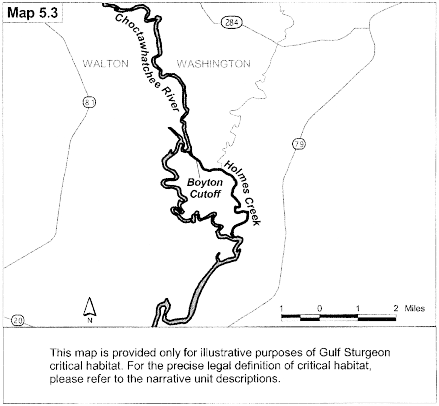 Map 5.3
284
Choctawhatchee River
WALTON
WASHINGTON
79
Holmes Creek
Boyton
Cutoff
20
N
1 0 1 2 Miles
This map is provided only for illustrative purposes of Gulf Sturgeon
critical habitat. For the precise legal definition of critical habitat,
please refer to the narrative unit descriptions.